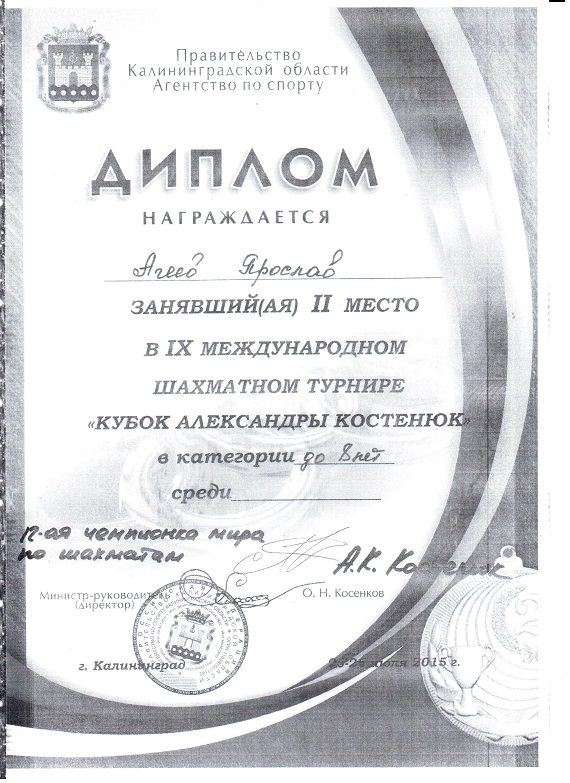 Правительство
Калининградской области
Агентство по спорту
ДИПЛОМ
НАГРАЖДАЕТСЯ
Агеев Ярослав
ЗАНЯВШИЙ(АЯ) II МЕСТО
В IX МЕЖДУНАРОДНОМ
ШАХМАТНОМ ТУРНИРЕ
«КУБОК АЛЕКСАНДРЫ КОСТЕНЮК»
в категории до 8 лет
среди
12-ая чемпионка мира
по шахматам
А.К. Костенюк
Министр-руководитель
(директор)
О. Н. Косенков
г. Калининград
июля 2015 г.